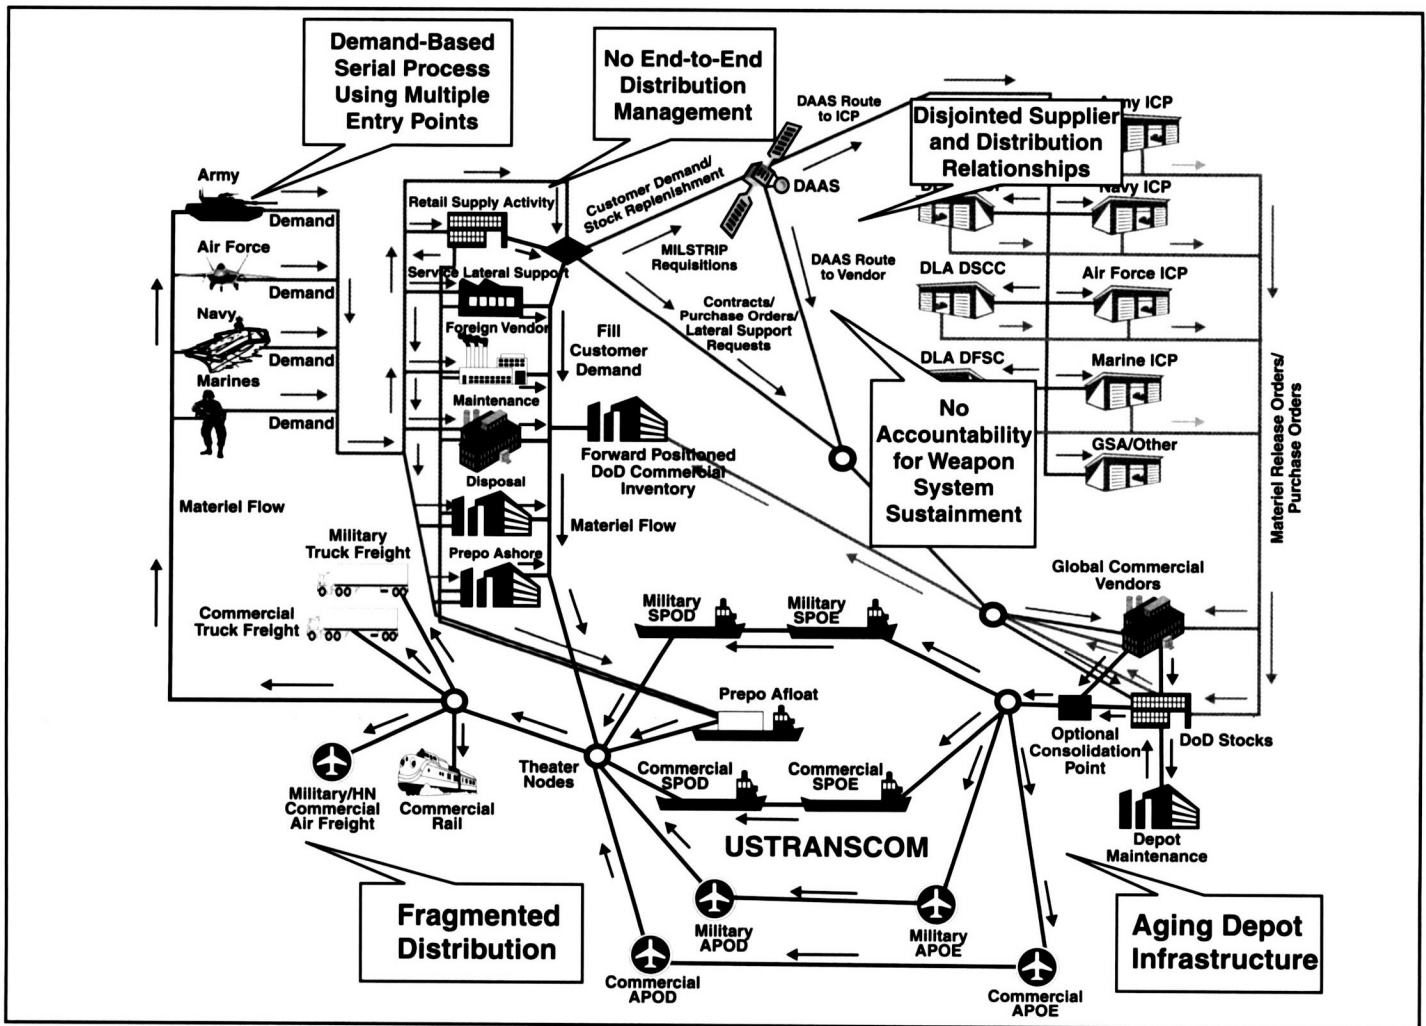 Demand-Based
Serial Process
Using Multiple
Entry Points
No End-to-End
Distribution
Management
DAAS Route
to ICP
Disjointed Supplier
and Distribution
Relationships
ICP
Army
Demand
Retail Supply Activity
Customer Demand/
Stock Replenishment
DAAS
Navy ICP
Air Force
Demand
Service Lateral Support
MILSTRIP
Requisitions
DAAS Route
to Vendor
DLA DSCC
Air Force ICP
Navy
Demand
Foreign Vendor
Fill
Customer
Demand
Contracts/
Purchase Orders/
Lateral Support
Requests
DLA DFSC
Marine ICP
Marines
Demand
Maintenance
No
Accountability
for Weapon
System
Sustainment
GSA/Other
Materiel Release Orders/
Purchase Orders
Forward Positioned
DoD Commercial
Inventory
Disposal
Materiel Flow
Materiel Flow
Military
Truck Freight
Prepo Ashore
Global Commercial
Vendors
Commercial
Truck Freight
Military
SPOD
Military
SPOE
Prepo Afloat
Optional
Consolidation
Point
DoD Stocks
Theater
Nodes
Commercial
SPOD
Commercial
SPOE
Military/HN
Commercial
Air Freight
Commercial
Rail
USTRANSCOM
Depot
Maintenance
Fragmented
Distribution
Military
APOD
Military
APOE
Aging Depot
Infrastructure
Commercial
APOD
Commercial
APOE